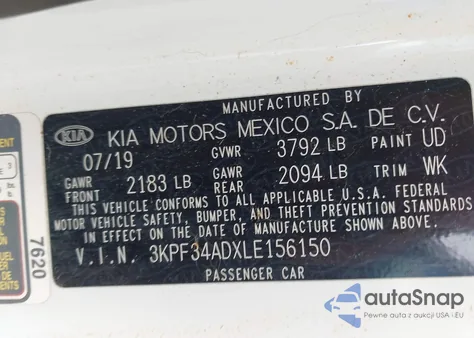 MANUFACTURED BY
KIA KIA MOTORS MEXICO S.A. DE C.V.
07/19 GVWR 3792 LB PAINT UD
GAWR FRONT 2183 LB GAWR REAR 2094 LB TRIM WK
THIS VEHICLE CONFORMS TO ALL APPLICABLE U.S.A. FEDERAL
MOTOR VEHICLE SAFETY, BUMPER, AND THEFT PREVENTION STANDARDS
IN EFFECT ON THE DATE OF MANUFACTURE SHOWN ABOVE.
V.I.N. 3KPF34ADXLE156150
PASSENGER CAR
7620
autoSnap
Pewne auta z aukcji USA i EU